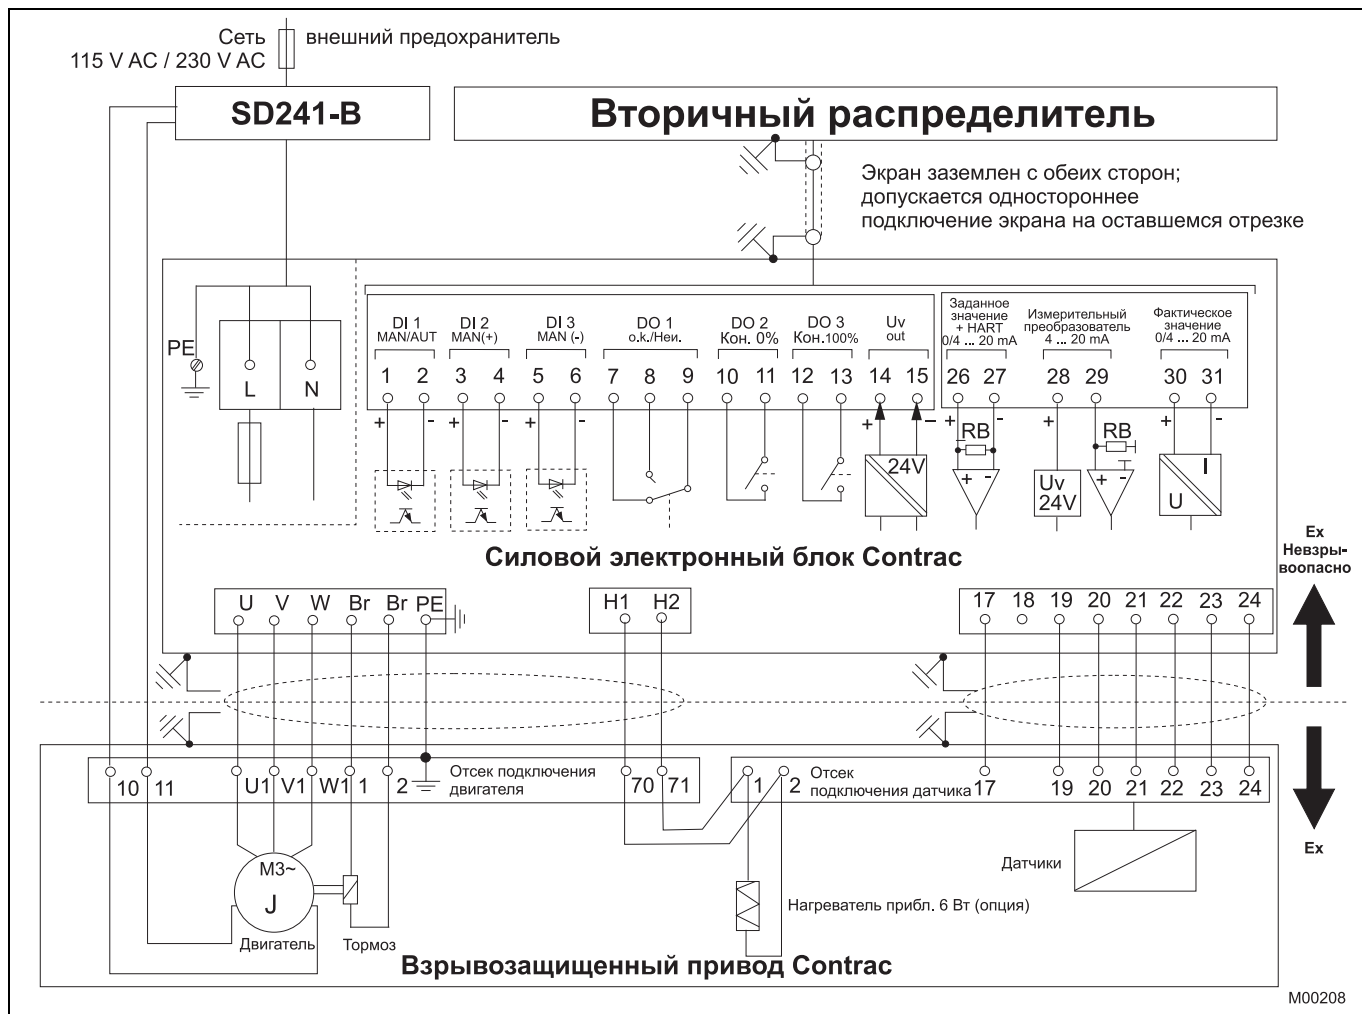 Сеть
115 V AC / 230 V AC
внешний предохранитель
SD241-B
Вторичный распределитель
Экран заземлен с обеих сторон;
допускается одностороннее
подключение экрана на оставшемся отрезке
PE
L N
DI 1
MAN/AUT
DI 2
MAN(+)
DI 3
MAN (-)
DO 1
o.k./Неи.
DO 2
Кон. 0%
DO 3
Кон.100%
Uv
out
Заданное
значение
+ HART
0/4 ... 20 mA
Измерительный
преобразователь
4 ... 20 mA
Фактическое
значение
0/4 ... 20 mA
1 2 3 4 5 6 7 8 9 10 11 12 13 14 15 26 27 28 29 30 31
+ - + - + - + – + - + + -
RB
RB
24V
+ -
Uv
24V
+ -
I
U
Силовой электронный блок Contrac
Ex
Невзры-
воопасно
U V W Br Br PE
H1 H2
17 18 19 20 21 22 23 24
10 11 U1 V1 W1 1 2
Отсек подключения
двигателя
70 71
1 2
Отсек
подключения датчика
17 19 20 21 22 23 24
Ex
M3~
J
Двигатель
Тормоз
Нагреватель прибл. 6 Вт (опция)
Датчики
Взрывозащищенный привод Contrac
M00208